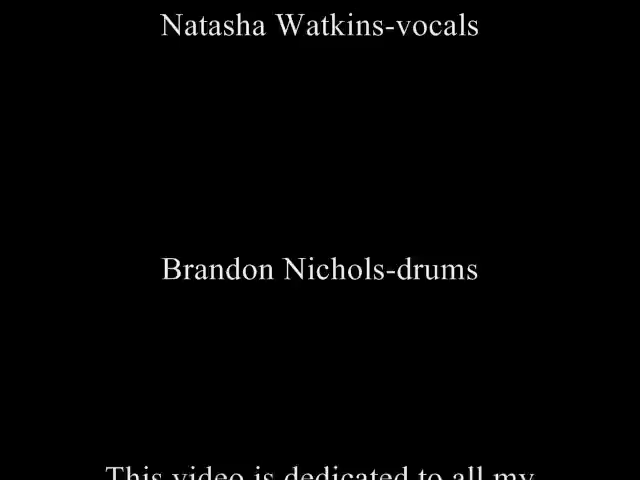 Natasha Watkins-vocals
Brandon Nichols-drums
This video is dedicated to all my